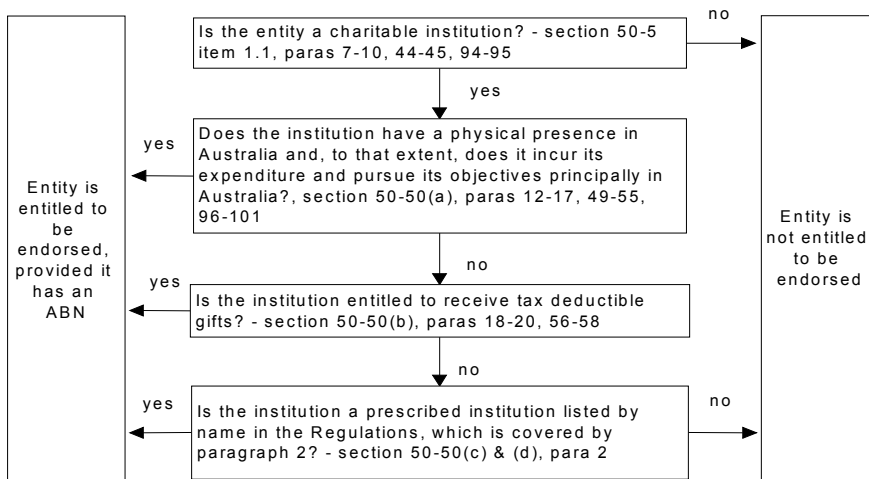 Is the entity a charitable institution? - section 50-5
item 1.1, paras 7-10, 44-45, 94-95
no
yes
Does the institution have a physical presence in
Australia and, to that extent, does it incur its
expenditure and pursue its objectives principally in
Australia?, section 50-50(a), paras 12-17, 49-55,
96-101
yes
Entity is
entitled to
be
endorsed,
provided it
has an
ABN
Entity is
not entitled
to be
endorsed
no
yes
Is the institution entitled to receive tax deductible
gifts? - section 50-50(b), paras 18-20, 56-58
no
yes
Is the institution a prescribed institution listed by
name in the Regulations, which is covered by
paragraph 2? - section 50-50(c) & (d), para 2
no